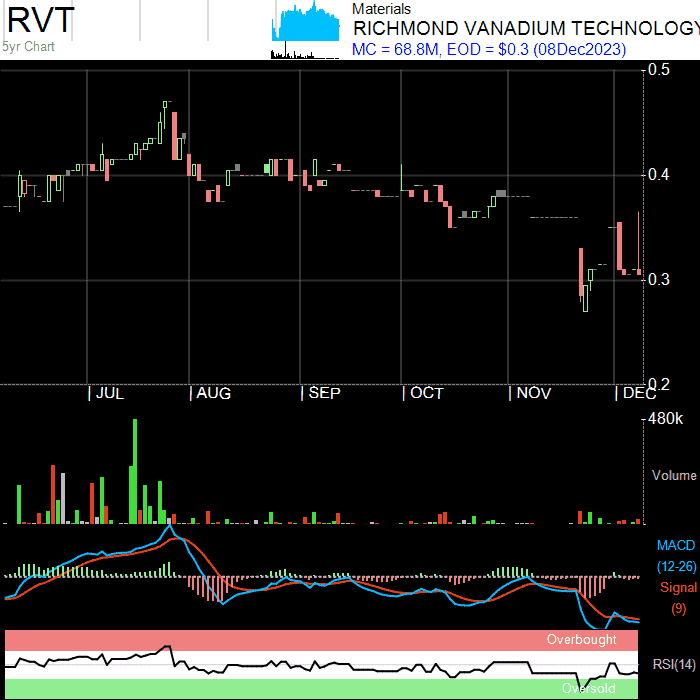 RVT
5yr Chart
Materials
RICHMOND VANADIUM TECHNOLOGY
MC = 68.8M, EOD = $0.3 (08Dec2023)
0.5
0.4
0.3
0.2
JUL AUG SEP OCT NOV DEC
480k
Volume
MACD
(12-26)
Signal
(9)
Overbought
RSI(14)
Oversold